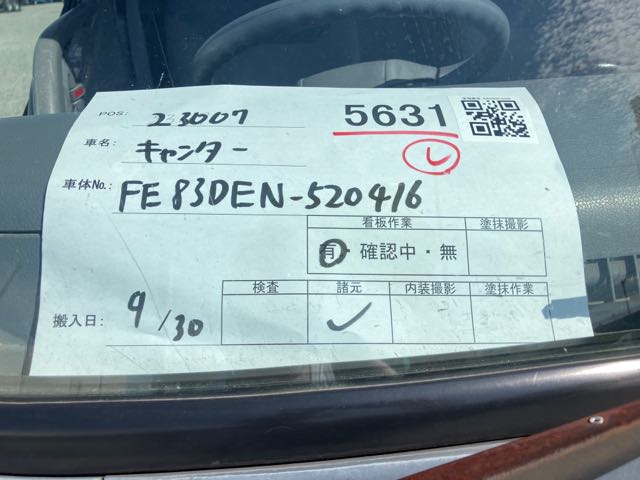 POS: 23007 5631
車名: キャンター
車体No.: FE83DEN-520416
看板作業 塗抹撮影
有・確認中・無
検査 諸元 内装撮影 塗抹作業
搬入日: 9/30